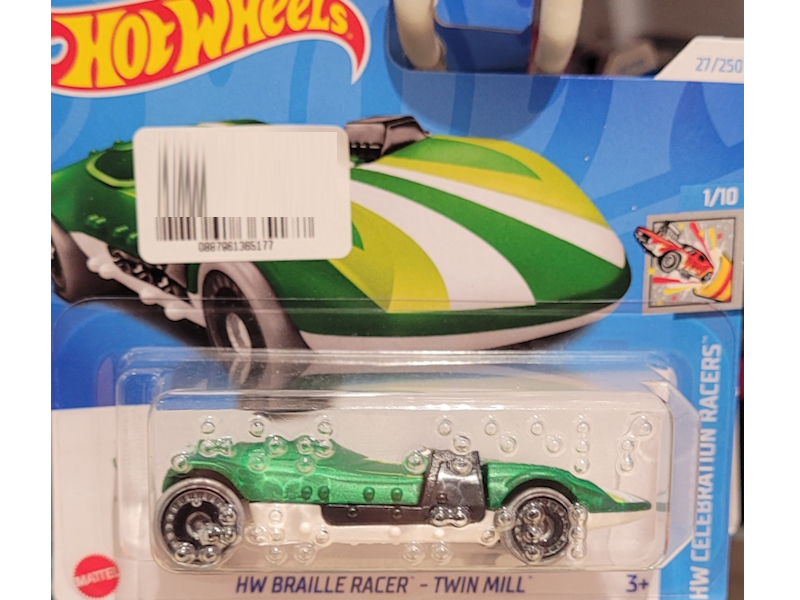 Hot Wheels
27/250
1/10
0887961365177
HW CELEBRATION RACERS™
MATTEL
HW BRAILLE RACER™ - TWIN MILL™
3+